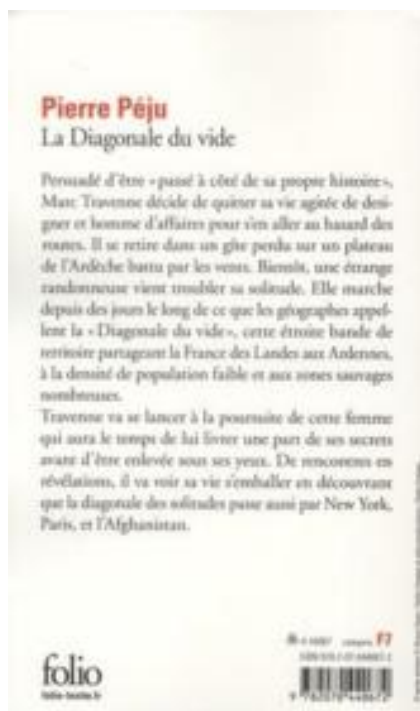 Pierre Péju
La Diagonale du vide
Persuadé d'être « passé à côté de sa propre histoire »,
Marc Travenne décide de quitter sa vie agitée de desi-
gner et homme d'affaires pour s'en aller au hasard des
routes. Il se retire dans un gîte perdu sur un plateau
de l'Ardèche battu par les vents. Bientôt, une étrange
randonneuse vient troubler sa solitude. Elle marche
depuis des jours le long de ce que les géographes appel-
lent la « Diagonale du vide », cette étroite bande de
territoire partageant la France des Landes aux Ardennes,
à la densité de population faible et aux zones sauvages
nombreuses.
Travenne va se lancer à la poursuite de cette femme
qui aura le temps de lui livrer une part de ses secrets
avant d'être enlevée sous ses yeux. De rencontres en
révélations, il va voir sa vie s'emballer en découvrant
que la diagonale des solitudes passe aussi par New York,
Paris, et l'Afghanistan.
catégorie F7
folio
folio-lesite.fr